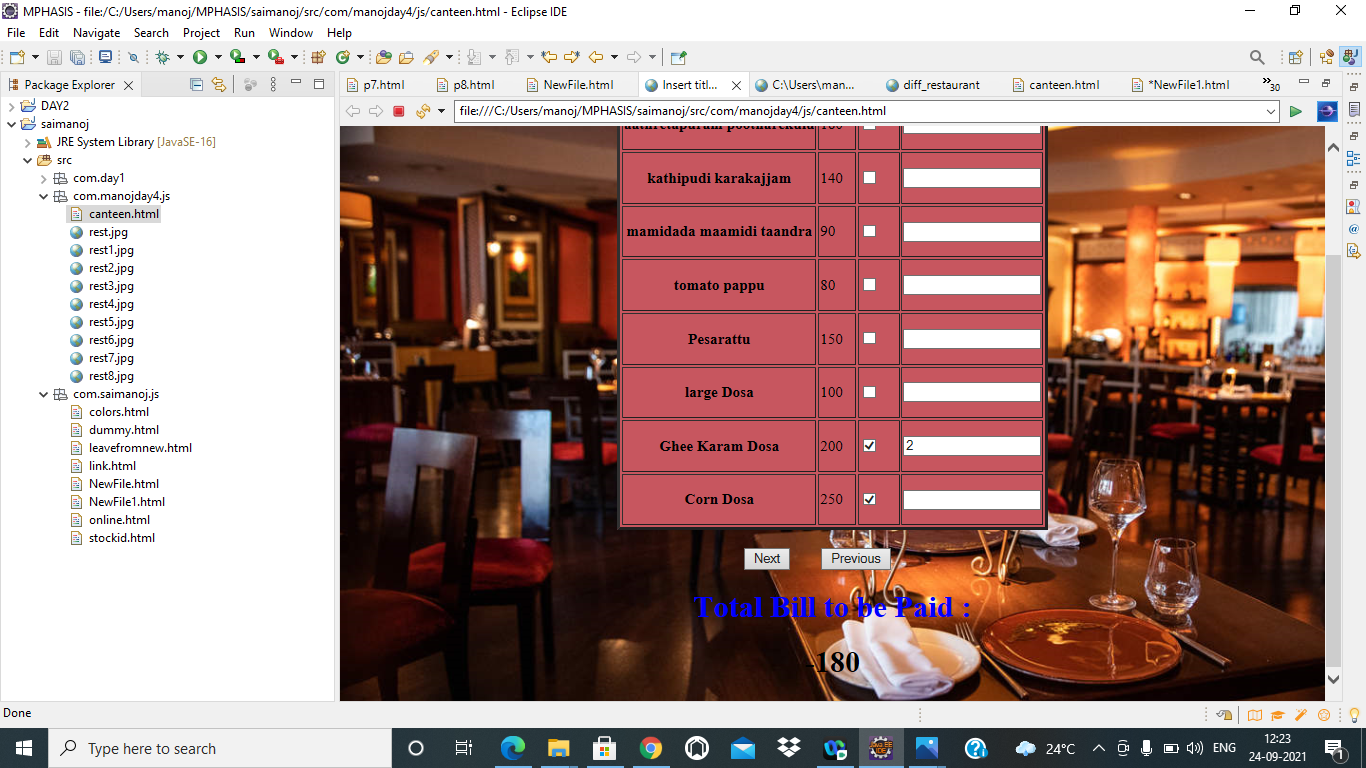 MPHASIS - file:/C:/Users/manoj/MPHASIS/saimanoj/src/com/manojday4/js/canteen.html - Eclipse IDE
File Edit Navigate Search Project Run Window Help
Package Explorer
p7.html p8.html NewFile.html Insert titl... C:\Users\man... diff_restaurant canteen.html *NewFile1.html »30
file:///C:/Users/manoj/MPHASIS/saimanoj/src/com/manojday4/js/canteen.html
DAY2
saimanoj
JRE System Library [JavaSE-16]
src
com.day1
com.manojday4.js
canteen.html
rest.jpg
rest1.jpg
rest2.jpg
rest3.jpg
rest4.jpg
rest5.jpg
rest6.jpg
rest7.jpg
rest8.jpg
com.saimanoj.js
colors.html
dummy.html
leavefromnew.html
link.html
NewFile.html
NewFile1.html
online.html
stockid.html
kathipudi karakajjam 140
mamidada maamidi taandra 90
tomato pappu 80
Pesarattu 150
large Dosa 100
Ghee Karam Dosa 200 2
Corn Dosa 250
Next Previous
Total Bill to be Paid :
-180
Done
Type here to search
24°C ENG 12:23
24-09-2021 1